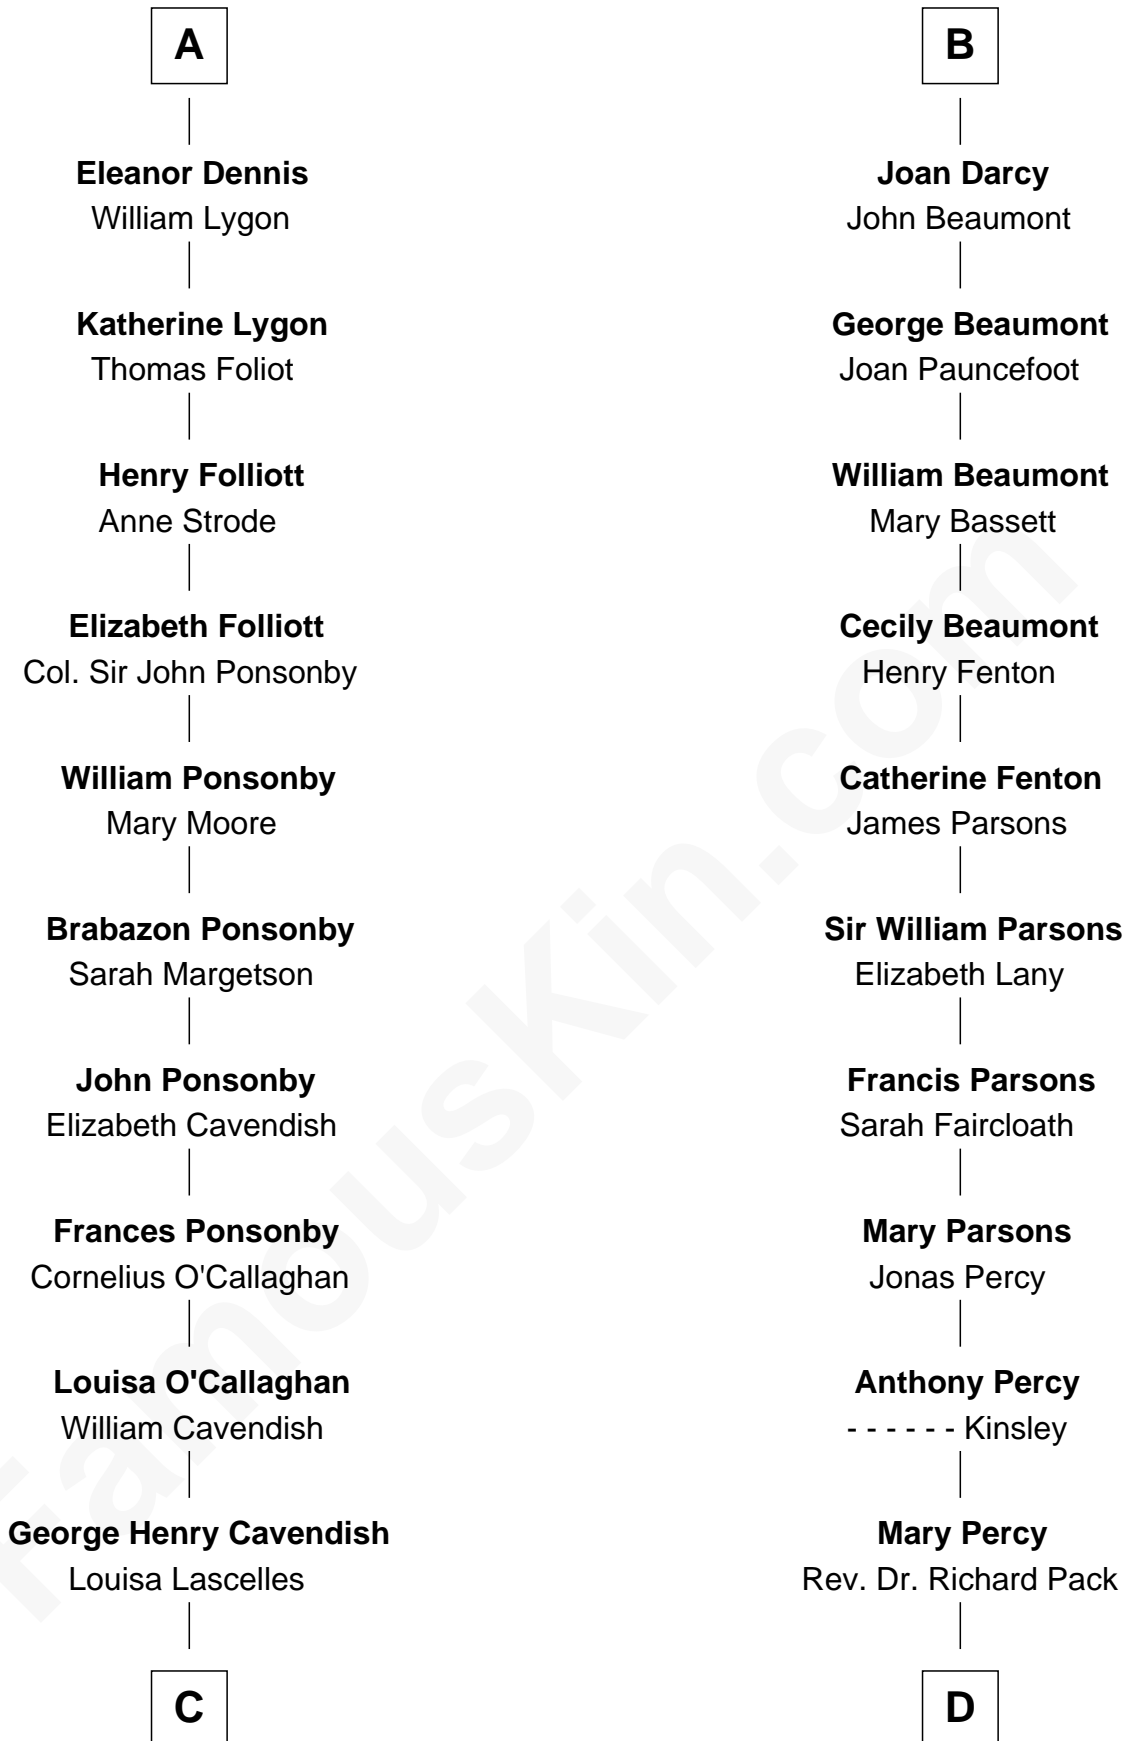 A
Eleanor Dennis
William Lygon
Katherine Lygon
Thomas Foliot
Henry Folliott
Anne Strode
Elizabeth Folliott
Col. Sir John Ponsonby
William Ponsonby
Mary Moore
Brabazon Ponsonby
Sarah Margetson
John Ponsonby
Elizabeth Cavendish
Frances Ponsonby
Cornelius O'Callaghan
Louisa O'Callaghan
William Cavendish
George Henry Cavendish
Louisa Lascelles
C
B
Joan Darcy
John Beaumont
George Beaumont
Joan Pauncefoot
William Beaumont
Mary Bassett
Cecily Beaumont
Henry Fenton
Catherine Fenton
James Parsons
Sir William Parsons
Elizabeth Lany
Francis Parsons
Sarah Faircloath
Mary Parsons
Jonas Percy
Anthony Percy
- - - - - - Kinsley
Mary Percy
Rev. Dr. Richard Pack
D
FamousKin.com